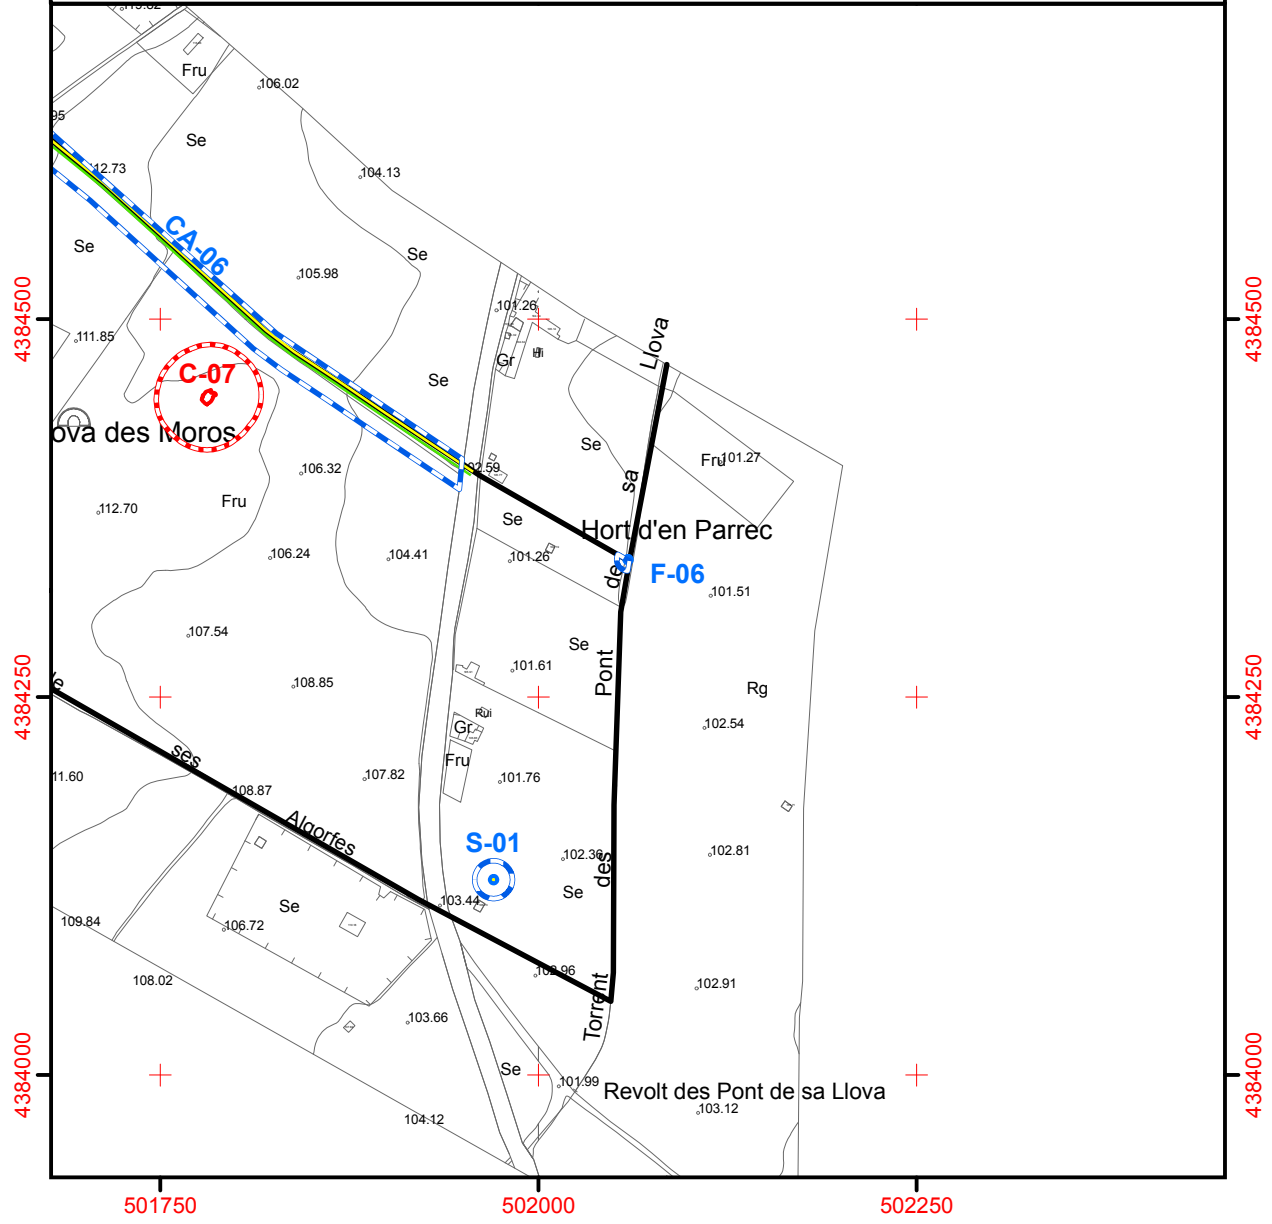 Fru
106.02
Se
12.73
104.13
CA-06
Se
Se
105.98
101.26
4384500
4384500
Llova
111.85
Gr
Hi
C-07
Se
ova des Moros
Se
sa
Fru
101.27
02.59
106.32
Fru
112.70
Se
Hort d'en Parrec
106.24
104.41
101.26
de
F-06
101.51
107.54
Se
Pont
101.61
le
108.85
Rg
4384250
4384250
Rui
Gr
102.54
ses
Fru
11.60
107.82
101.76
108.87
Algorfes
S-01
102.36
102.81
des
Se
103.44
Se
109.84
106.72
102.96
108.02
102.91
Torrent
103.66
Se
101.99
4384000
4384000
Revolt des Pont de sa Llova
103.12
104.12
501750
502000
502250